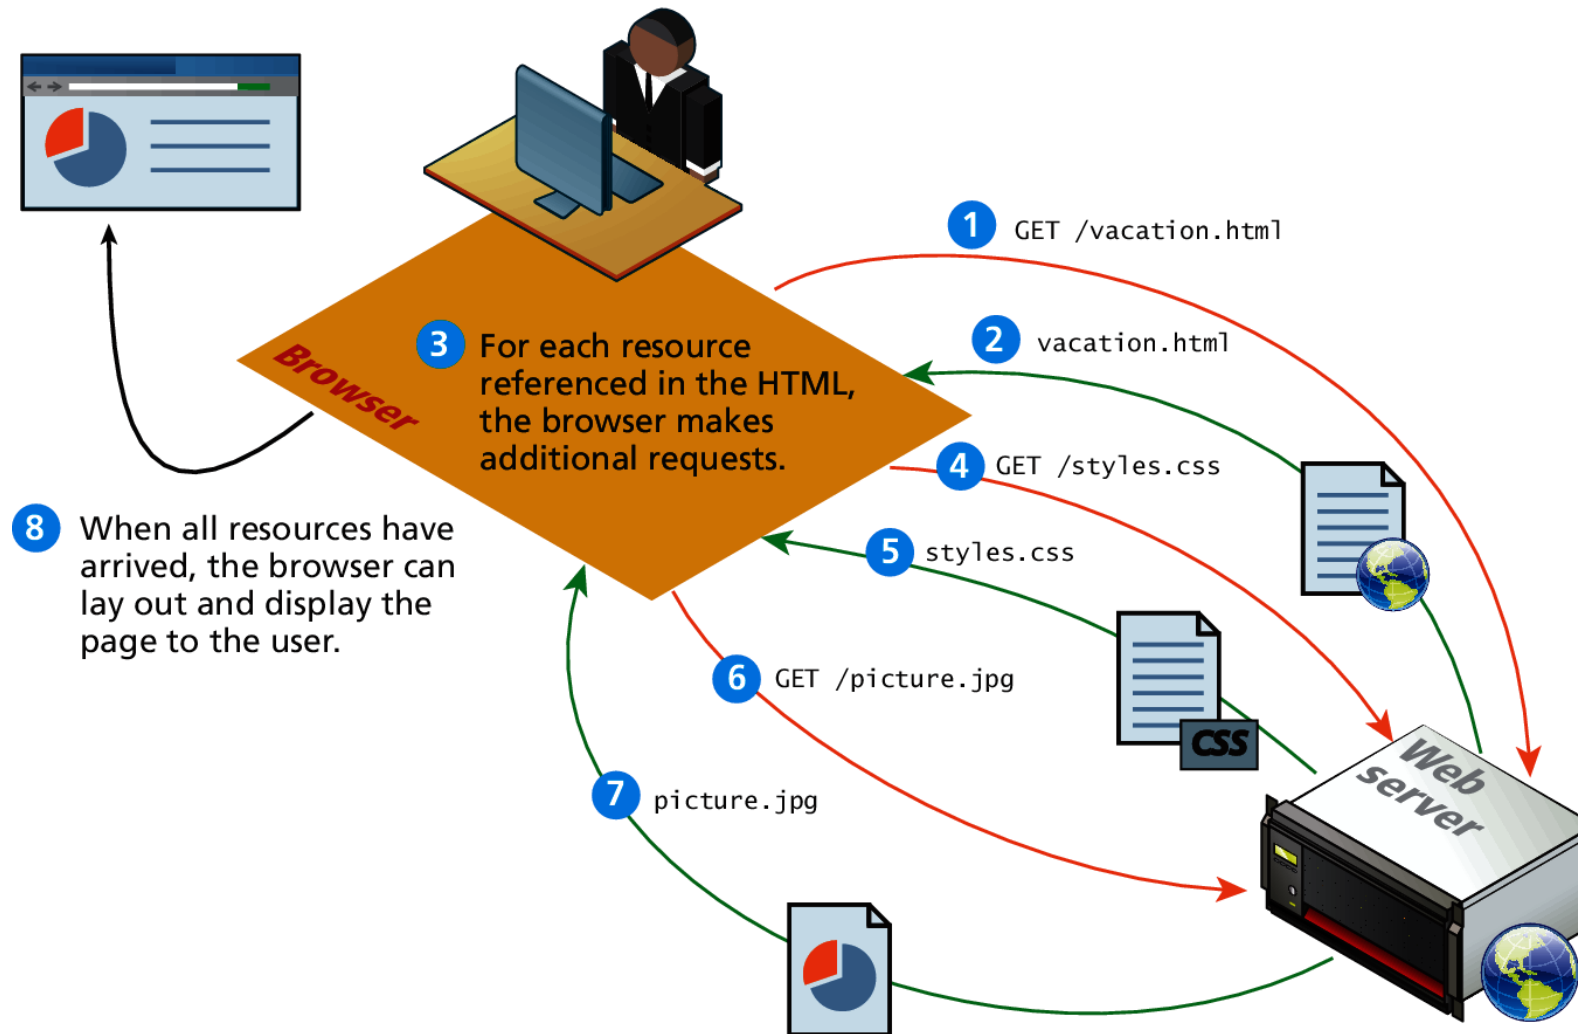 1 GET /vacation.html
2 vacation.html
Browser
3 For each resource
referenced in the HTML,
the browser makes
additional requests.
4 GET /styles.css
5 styles.css
CSS
6 GET /picture.jpg
7 picture.jpg
Web
server
8 When all resources have
arrived, the browser can
lay out and display the
page to the user.